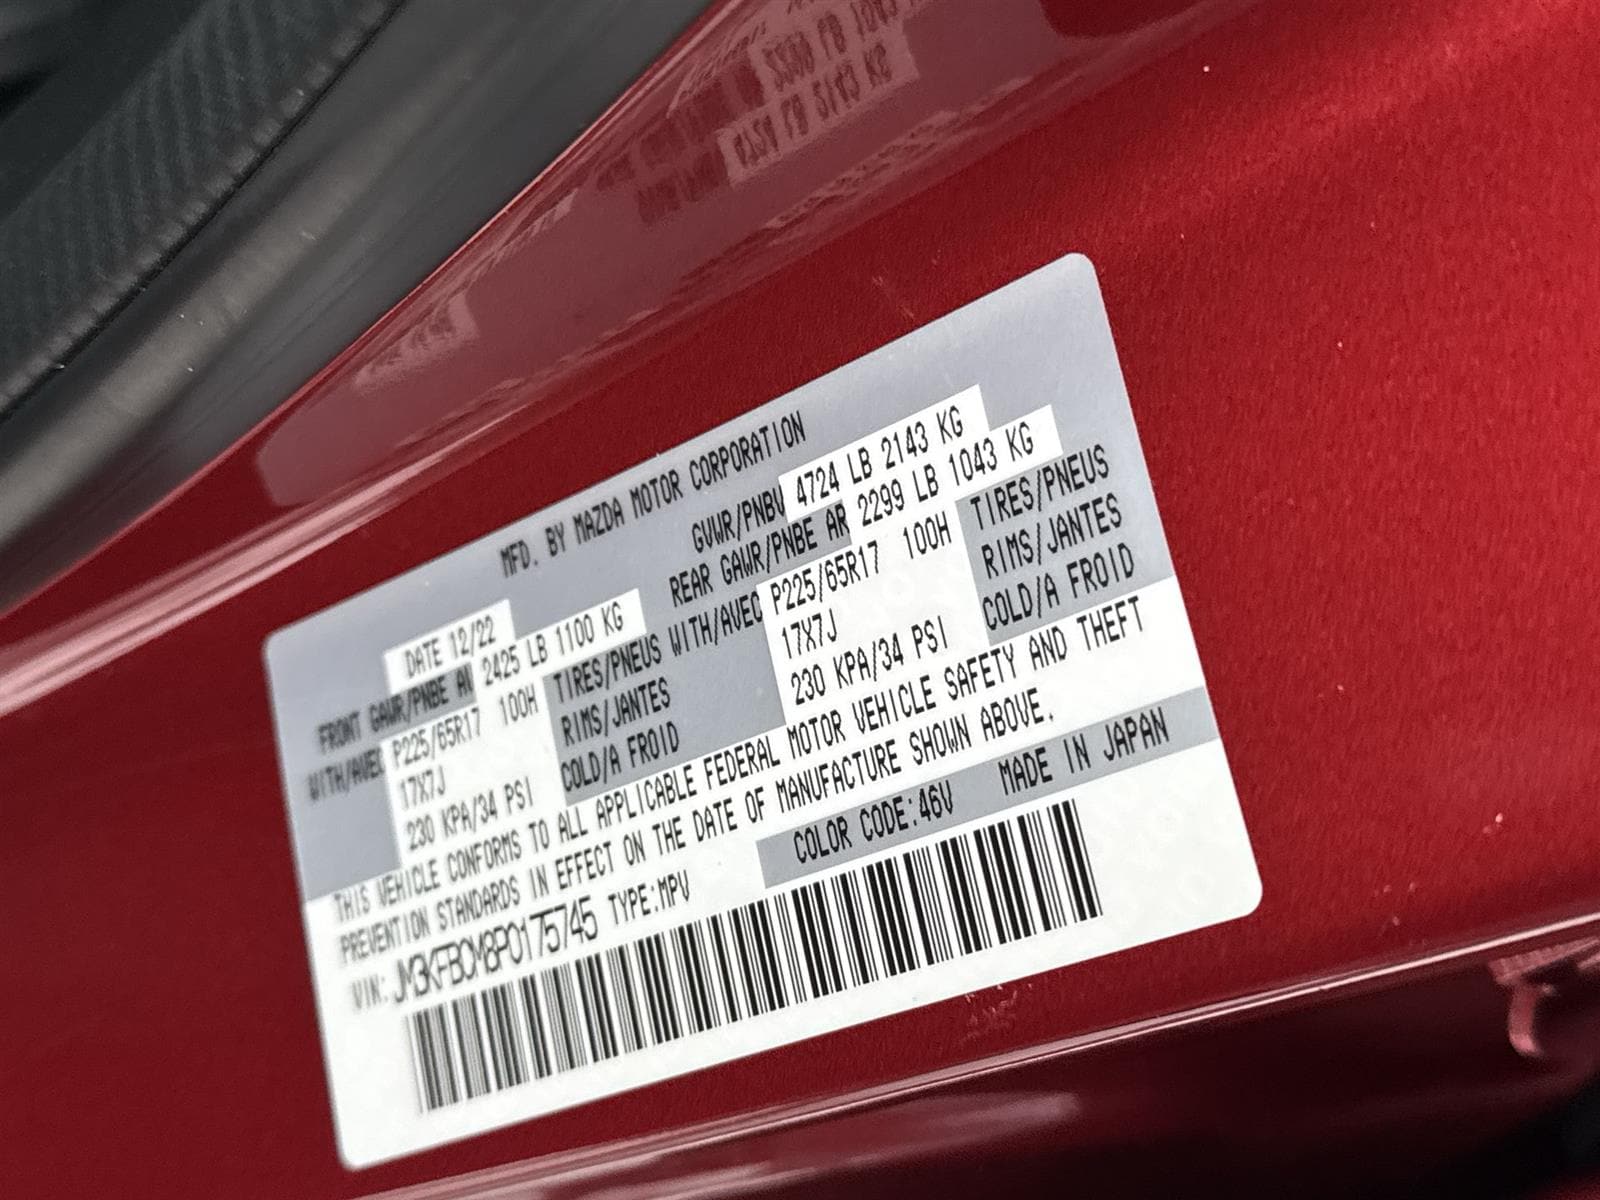 MFD. BY MAZDA MOTOR CORPORATION
DATE 12/22
GVWR/PNBV 4724 LB 2143 KG
FRONT GAWR/PNBE AV 2425 LB 1100 KG
REAR GAWR/PNBE AR 2299 LB 1043 KG
WITH/AVEC P225/65R17 100H TIRES/PNEUS
WITH/AVEC P225/65R17 100H TIRES/PNEUS
17X7J RIMS/JANTES
17X7J RIMS/JANTES
230 KPA/34 PSI COLD/A FROID
230 KPA/34 PSI COLD/A FROID
THIS VEHICLE CONFORMS TO ALL APPLICABLE FEDERAL MOTOR VEHICLE SAFETY AND THEFT
PREVENTION STANDARDS IN EFFECT ON THE DATE OF MANUFACTURE SHOWN ABOVE.
VIN: JM3KFBCM8P0175745 TYPE:MPV
COLOR CODE:46V MADE IN JAPAN